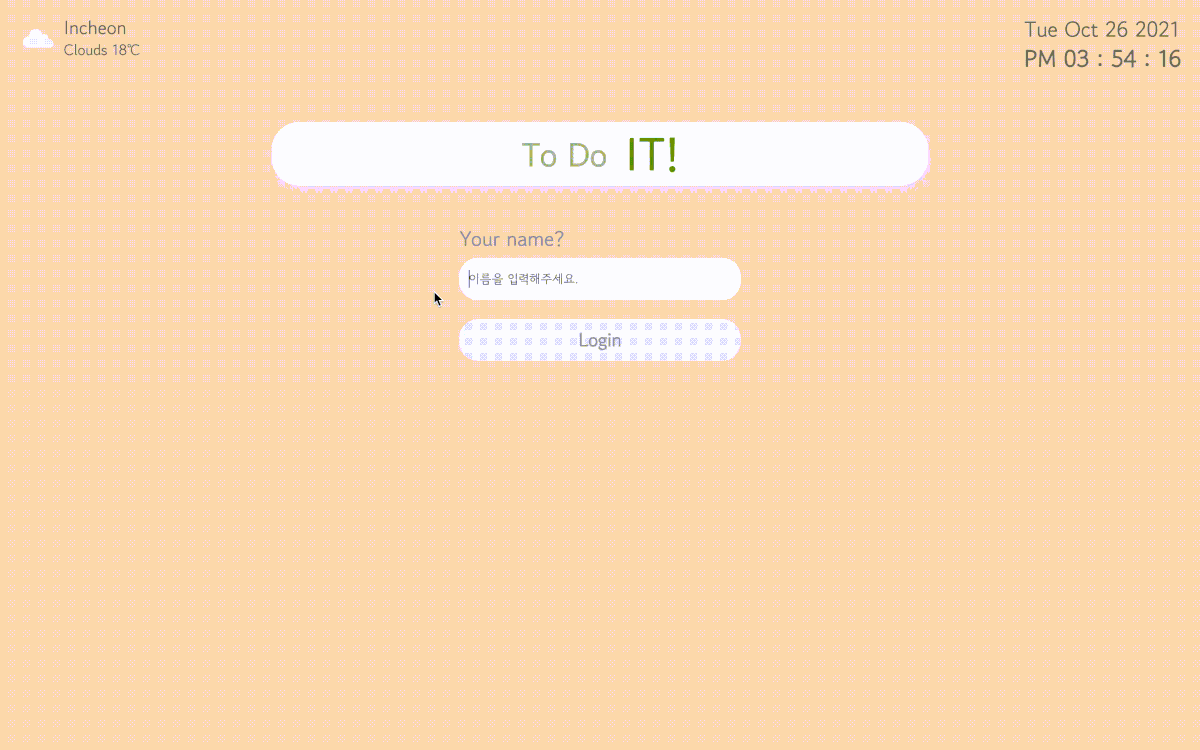 Incheon
Clouds 18℃
Tue Oct 26 2021
PM 03 : 54 : 16
To Do IT!
Your name?
이름을 입력해주세요.
Login